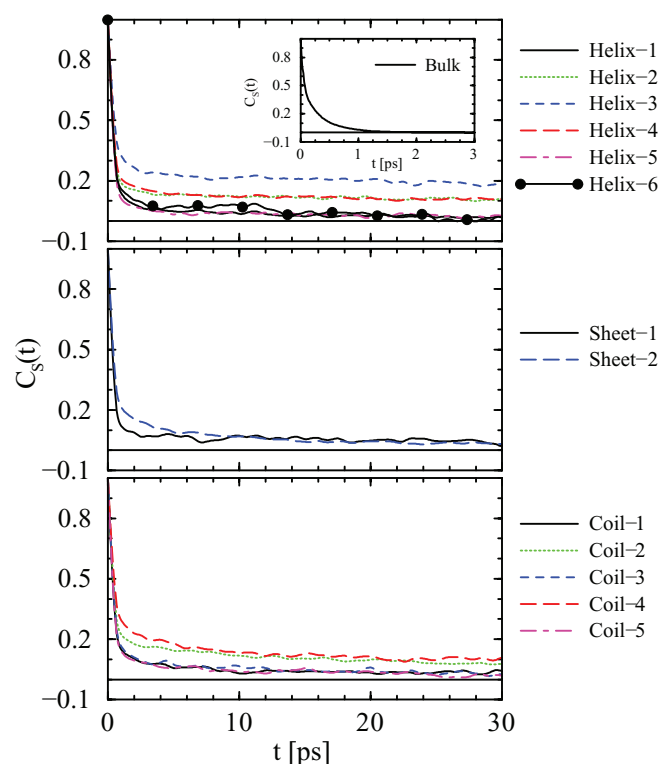 0.8
0.5
0.2
−0.1
0.8
0.5
0.2
−0.1
C_S(t)
0
1
2
3
t [ps]
Bulk
Helix−1
Helix−2
Helix−3
Helix−4
Helix−5
Helix−6
0.8
0.5
0.2
−0.1
C_S(t)
Sheet−1
Sheet−2
0.8
0.5
0.2
−0.1
0
10
20
30
t [ps]
Coil−1
Coil−2
Coil−3
Coil−4
Coil−5